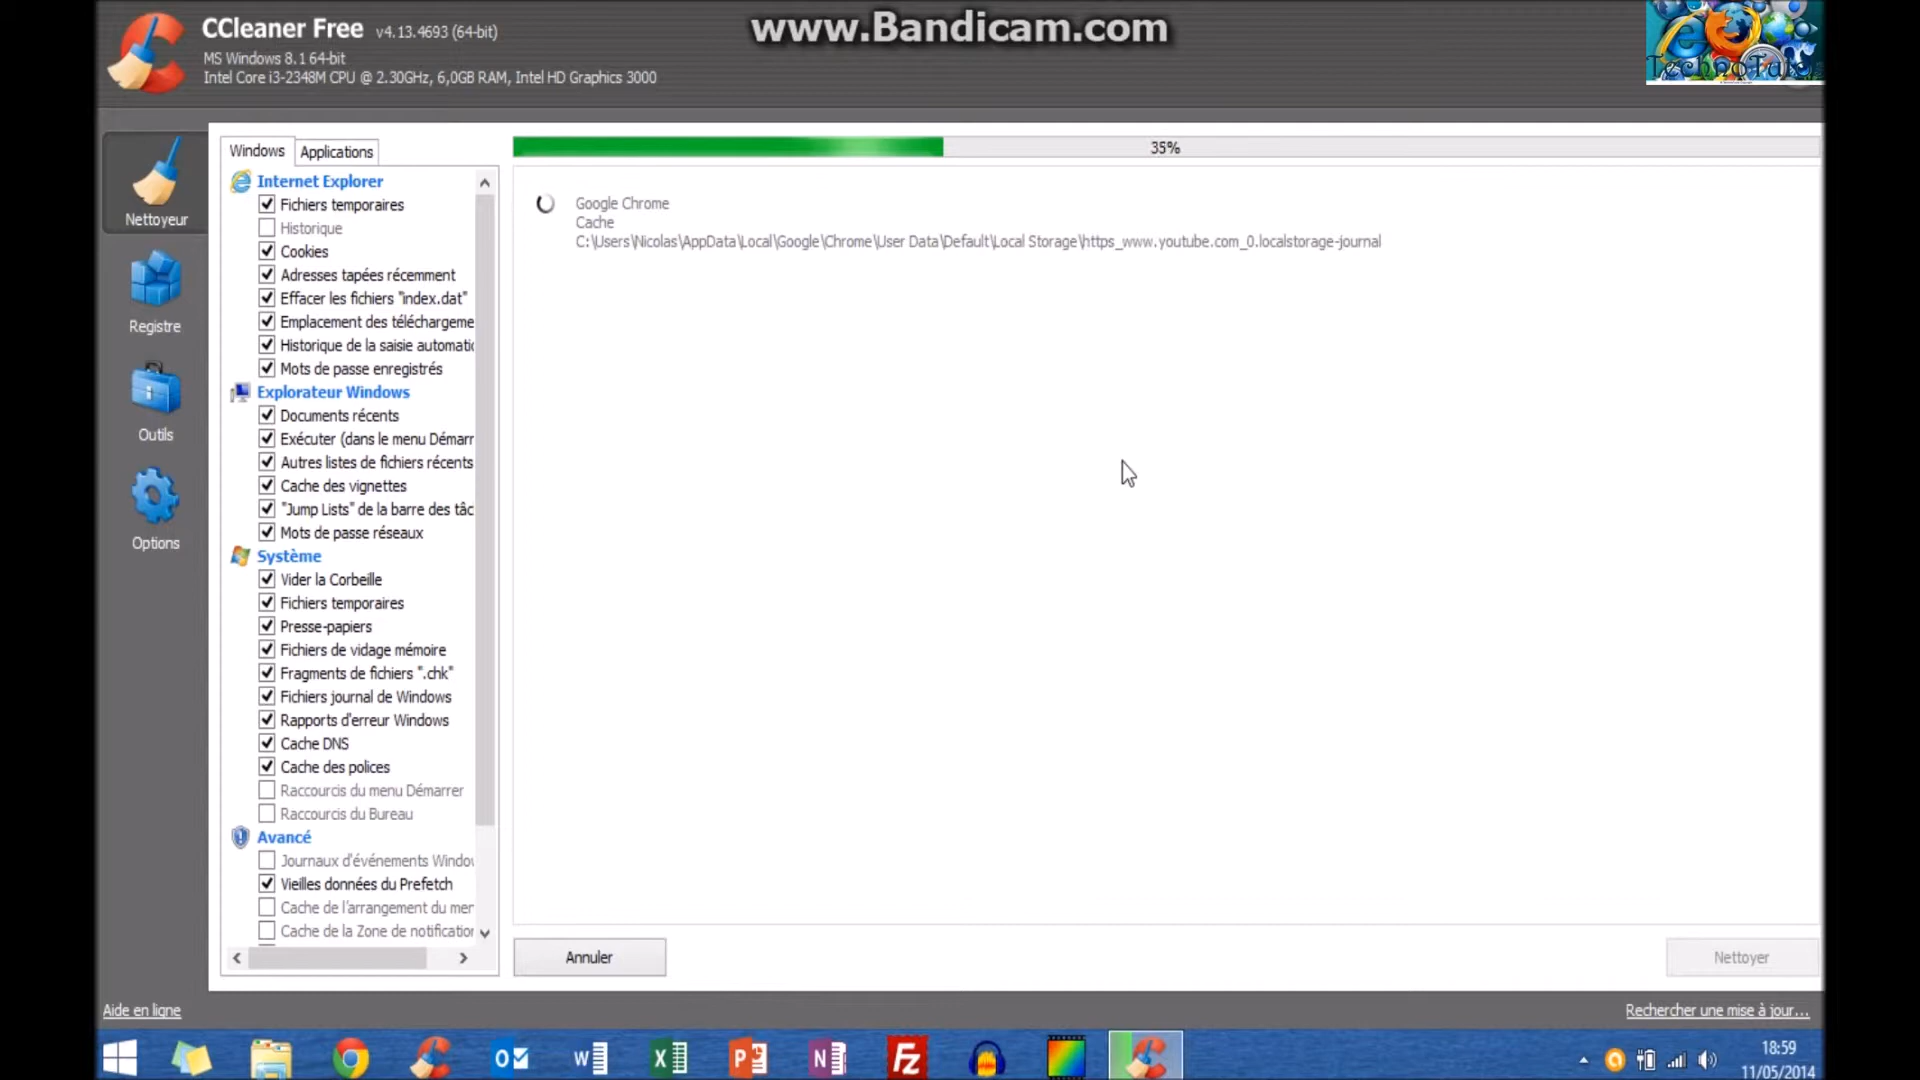 www.Bandicam.com
CCleaner Free v4.13.4693 (64-bit)
MS Windows 8.1 64-bit
Intel Core i3-2348M CPU @ 2.30GHz, 6,0GB RAM, Intel HD Graphics 3000
Nettoyeur
Registre
Outils
Options
Windows
Applications
Internet Explorer
Fichiers temporaires
Historique
Cookies
Adresses tapées récemment
Effacer les fichiers "index.dat"
Emplacement des téléchargeme
Historique de la saisie automati
Mots de passe enregistrés
Explorateur Windows
Documents récents
Exécuter (dans le menu Démarr
Autres listes de fichiers récents
Cache des vignettes
"Jump Lists" de la barre des tâc
Mots de passe réseaux
Système
Vider la Corbeille
Fichiers temporaires
Presse-papiers
Fichiers de vidage mémoire
Fragments de fichiers ".chk"
Fichiers journal de Windows
Rapports d'erreur Windows
Cache DNS
Cache des polices
Raccourcis du menu Démarrer
Raccourcis du Bureau
Avancé
Journaux d'événements Window
Vieilles données du Prefetch
Cache de l'arrangement du mer
Cache de la Zone de notification
35%
Google Chrome
Cache
C:\Users\Nicolas\AppData\Local\Google\Chrome\User Data\Default\Local Storage\https_www.youtube.com_0.localstorage-journal
Annuler
Nettoyer
Aide en ligne
Rechercher une mise à jour...
18:59
11/05/2014